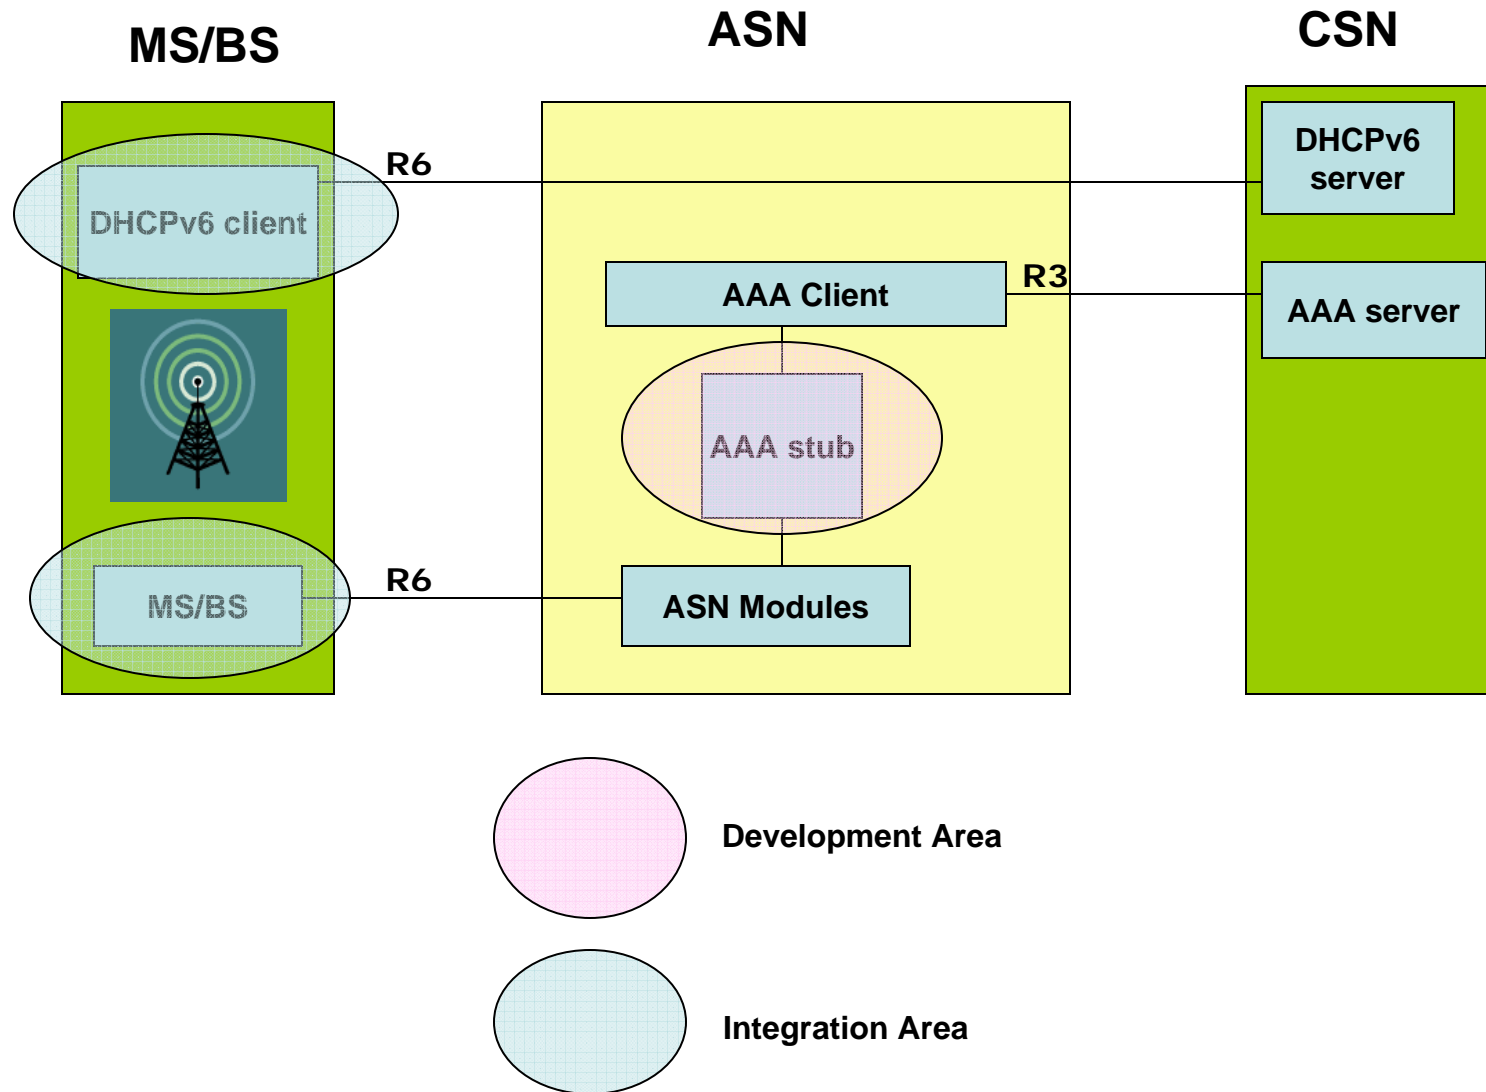 MS/BS
ASN
CSN
DHCPv6 client
R6
DHCPv6
server
AAA Client
R3
AAA server
AAA stub
MS/BS
R6
ASN Modules
Development Area
Integration Area